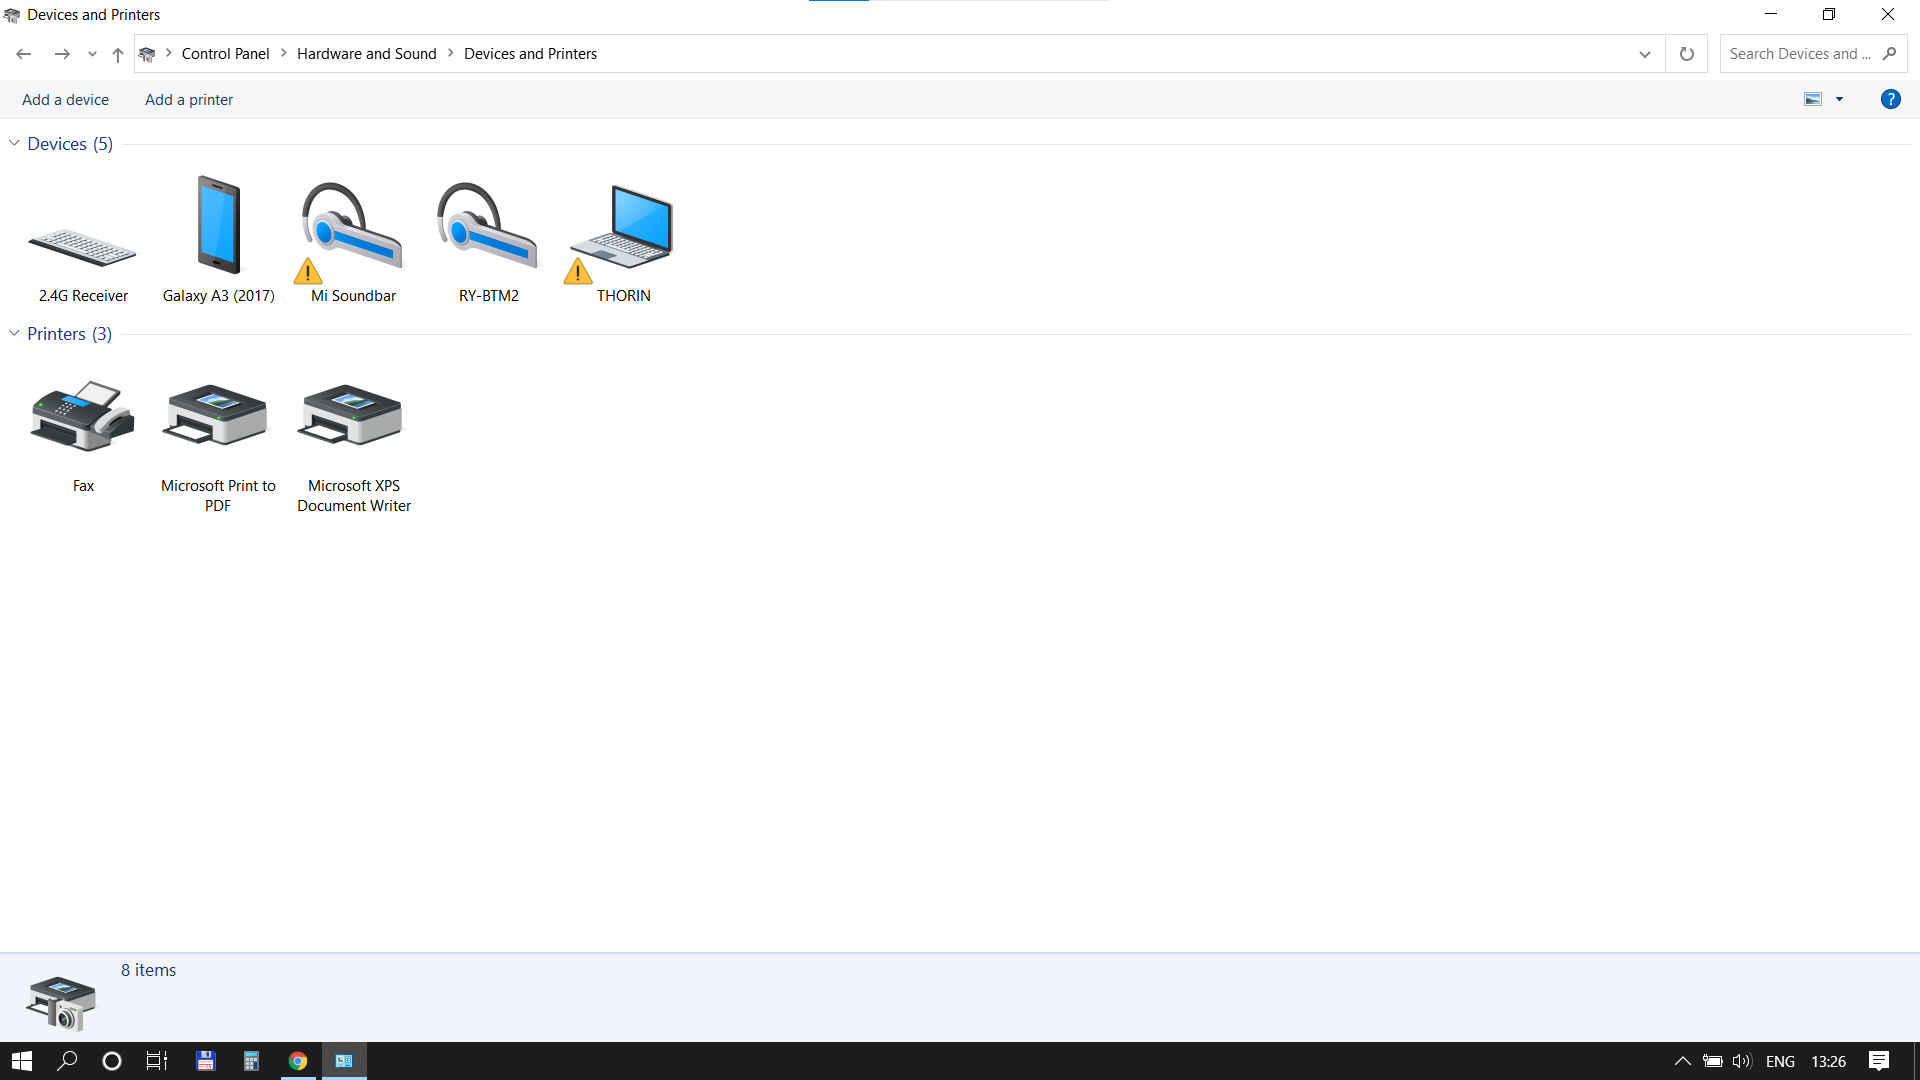 Devices and Printers
Control Panel > Hardware and Sound > Devices and Printers
Search Devices and ...
Add a device
Add a printer
Devices (5)
2.4G Receiver
Galaxy A3 (2017)
Mi Soundbar
RY-BTM2
THORIN
Printers (3)
Fax
Microsoft Print to
PDF
Microsoft XPS
Document Writer
8 items
ENG
13:26